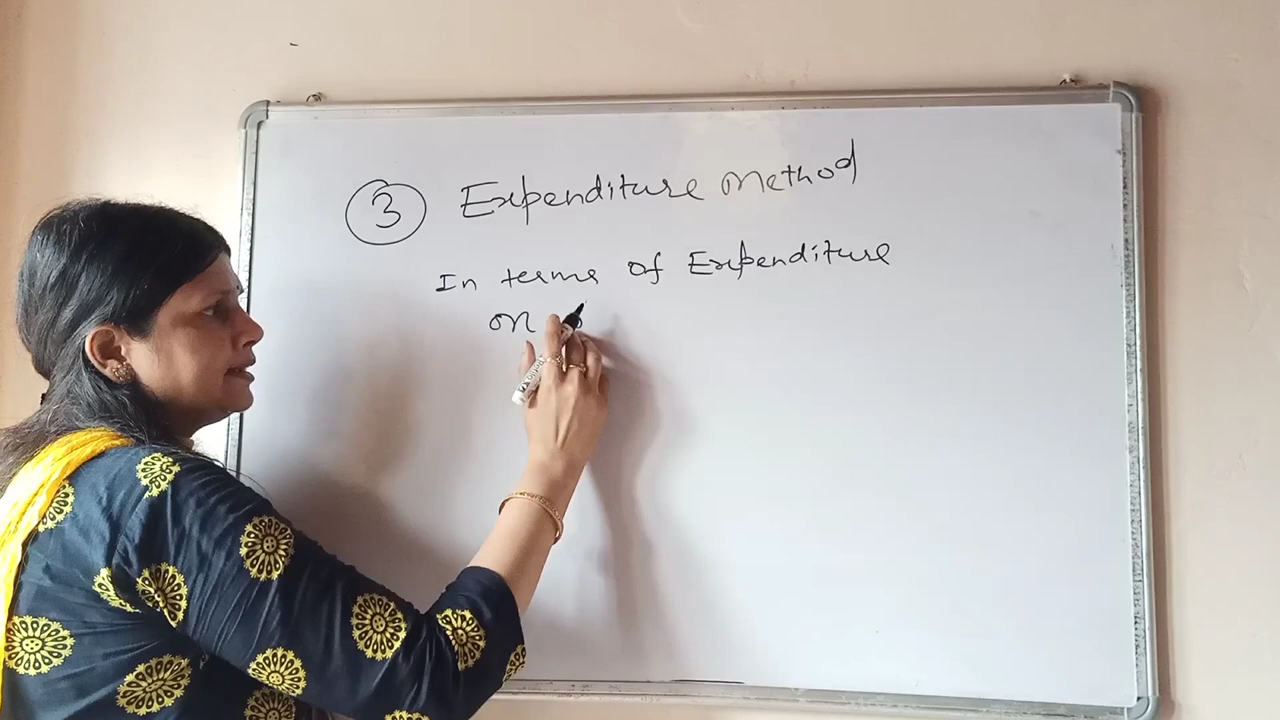 ③ Expenditure Method
In terms of Expenditure
on